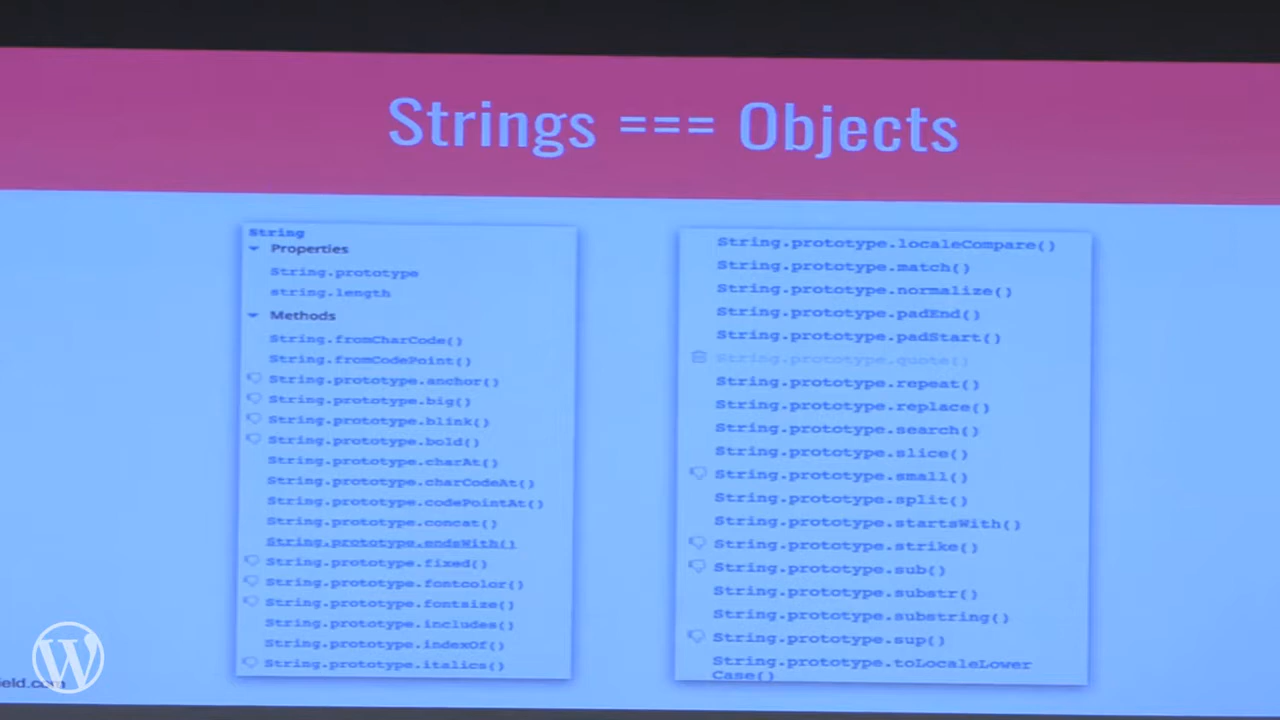 Strings === Objects
String
Properties
String.prototype
string.length
Methods
String.fromCharCode()
String.fromCodePoint()
String.prototype.anchor()
String.prototype.big()
String.prototype.blink()
String.prototype.bold()
String.prototype.charAt()
String.prototype.charCodeAt()
String.prototype.codePointAt()
String.prototype.concat()
String.prototype.endsWith()
String.prototype.fixed()
String.prototype.fontcolor()
String.prototype.fontsize()
String.prototype.includes()
String.prototype.indexOf()
String.prototype.italics()
String.prototype.localeCompare()
String.prototype.match()
String.prototype.normalize()
String.prototype.padEnd()
String.prototype.padStart()
String.prototype.quote()
String.prototype.repeat()
String.prototype.replace()
String.prototype.search()
String.prototype.slice()
String.prototype.small()
String.prototype.split()
String.prototype.startsWith()
String.prototype.strike()
String.prototype.sub()
String.prototype.substr()
String.prototype.substring()
String.prototype.sup()
String.prototype.toLocaleLower
Case()